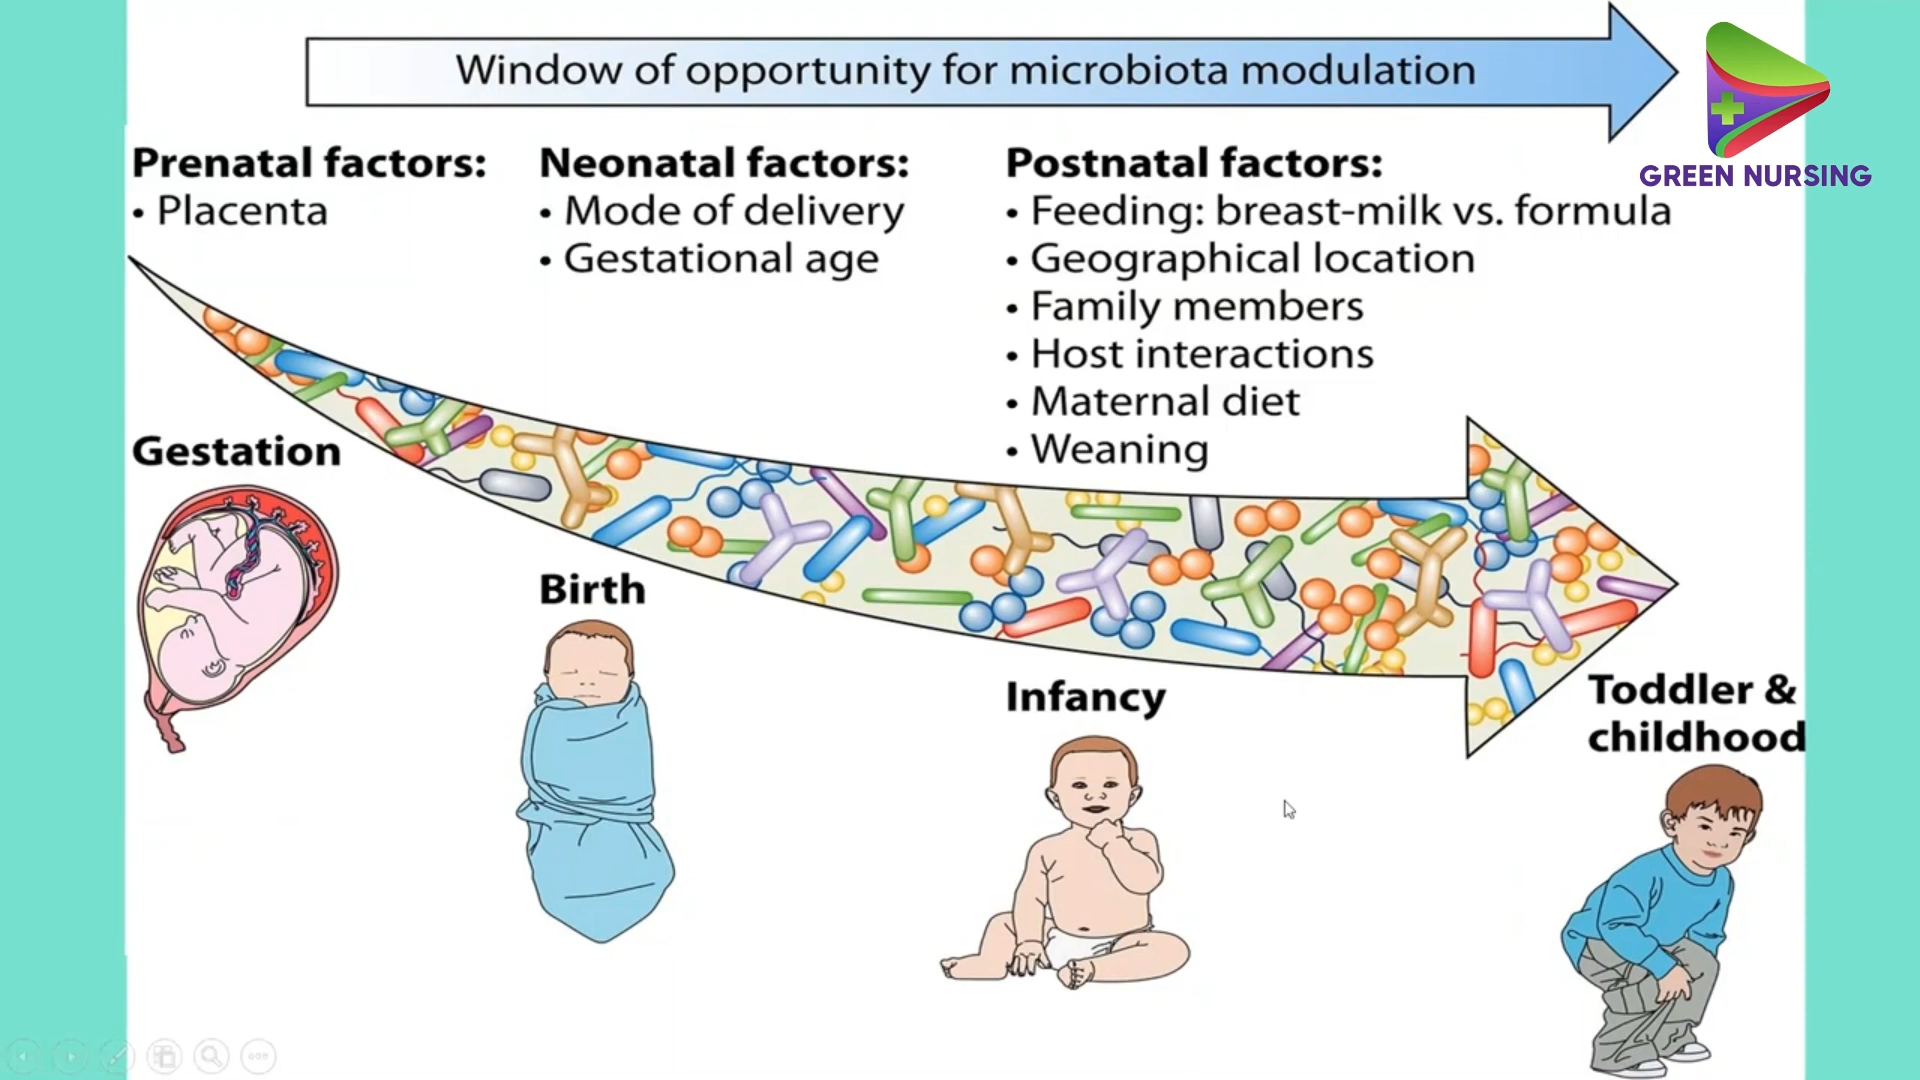 Window of opportunity for microbiota modulation
GREEN NURSING
Prenatal factors:
• Placenta
Neonatal factors:
• Mode of delivery
• Gestational age
Postnatal factors:
• Feeding: breast-milk vs. formula
• Geographical location
• Family members
• Host interactions
• Maternal diet
• Weaning
Gestation
Birth
Infancy
Toddler &
childhood